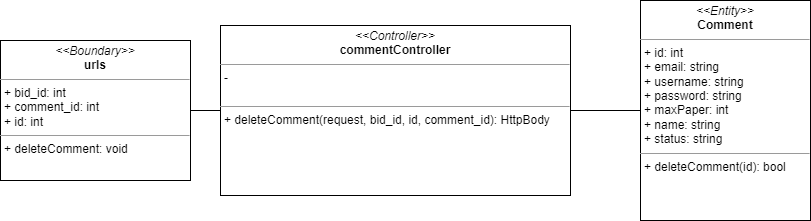 <<Boundary>>
urls
+ bid_id: int
+ comment_id: int
+ id: int
+ deleteComment: void
<<Controller>>
commentController
-
+ deleteComment(request, bid_id, id, comment_id): HttpBody
<<Entity>>
Comment
+ id: int
+ email: string
+ username: string
+ password: string
+ maxPaper: int
+ name: string
+ status: string
+ deleteComment(id): bool